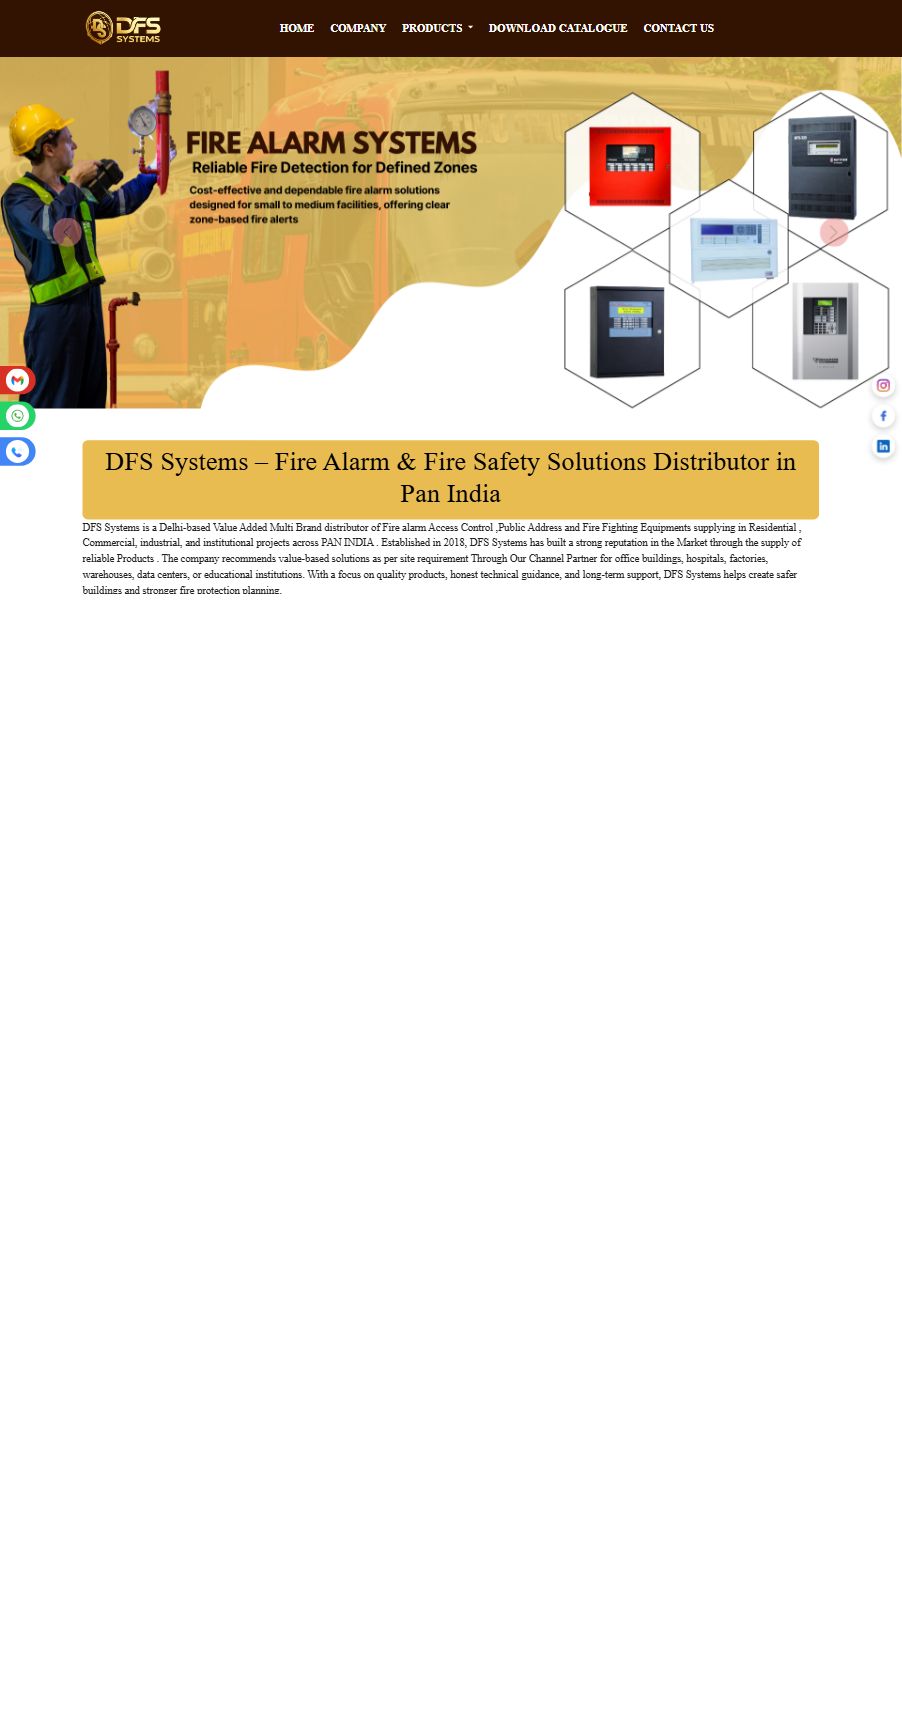 DFS
SYSTEMS
HOME COMPANY PRODUCTS DOWNLOAD CATALOGUE CONTACT US
FIRE ALARM SYSTEMS
Reliable Fire Detection for Defined Zones
Cost-effective and dependable fire alarm solutions
designed for small to medium facilities, offering clear
zone-based fire alerts
DFS Systems – Fire Alarm & Fire Safety Solutions Distributor in
Pan India
DFS Systems is a Delhi-based Value Added Multi Brand distributor of Fire alarm Access Control ,Public Address and Fire Fighting Equipments supplying in Residential ,
Commercial, industrial, and institutional projects across PAN INDIA . Established in 2018, DFS Systems has built a strong reputation in the Market through the supply of
reliable Products . The company recommends value-based solutions as per site requirement Through Our Channel Partner for office buildings, hospitals, factories,
warehouses, data centers, or educational institutions. With a focus on quality products, honest technical guidance, and long-term support, DFS Systems helps create safer
buildings and stronger fire protection planning.